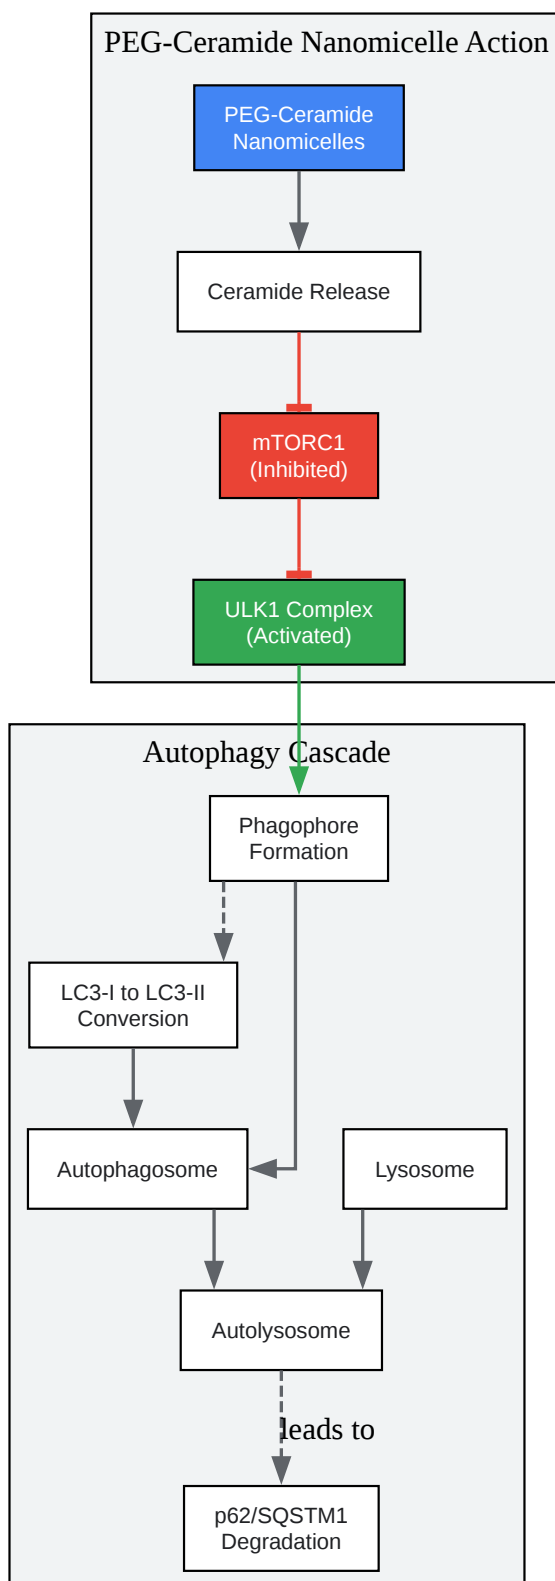 PEG-Ceramide Nanomicelle Action
PEG-Ceramide
Nanomicelles
Ceramide Release
mTORC1
(Inhibited)
ULK1 Complex
(Activated)
Autophagy Cascade
Phagophore
Formation
LC3-I to LC3-II
Conversion
Autophagosome
Lysosome
Autolysosome
leads to
p62/SQSTM1
Degradation